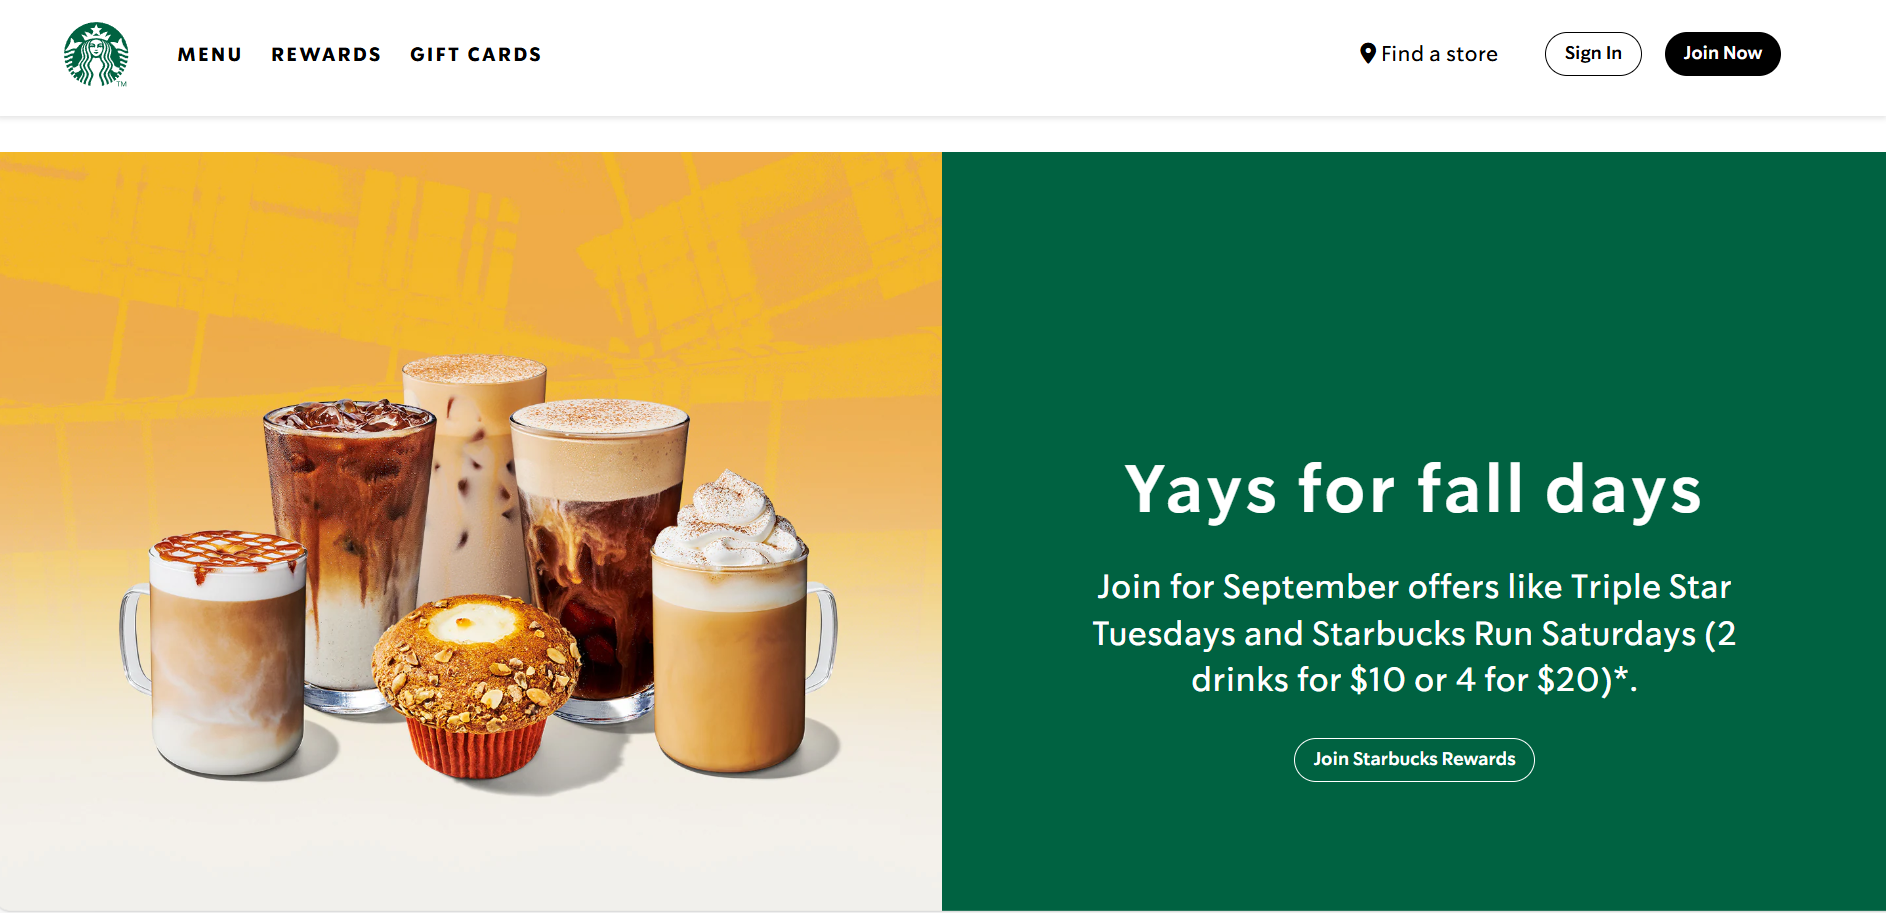 TM
MENU REWARDS GIFT CARDS
Find a store
Sign In
Join Now
Yays for fall days
Join for September offers like Triple Star
Tuesdays and Starbucks Run Saturdays (2
drinks for $10 or 4 for $20)*.
Join Starbucks Rewards